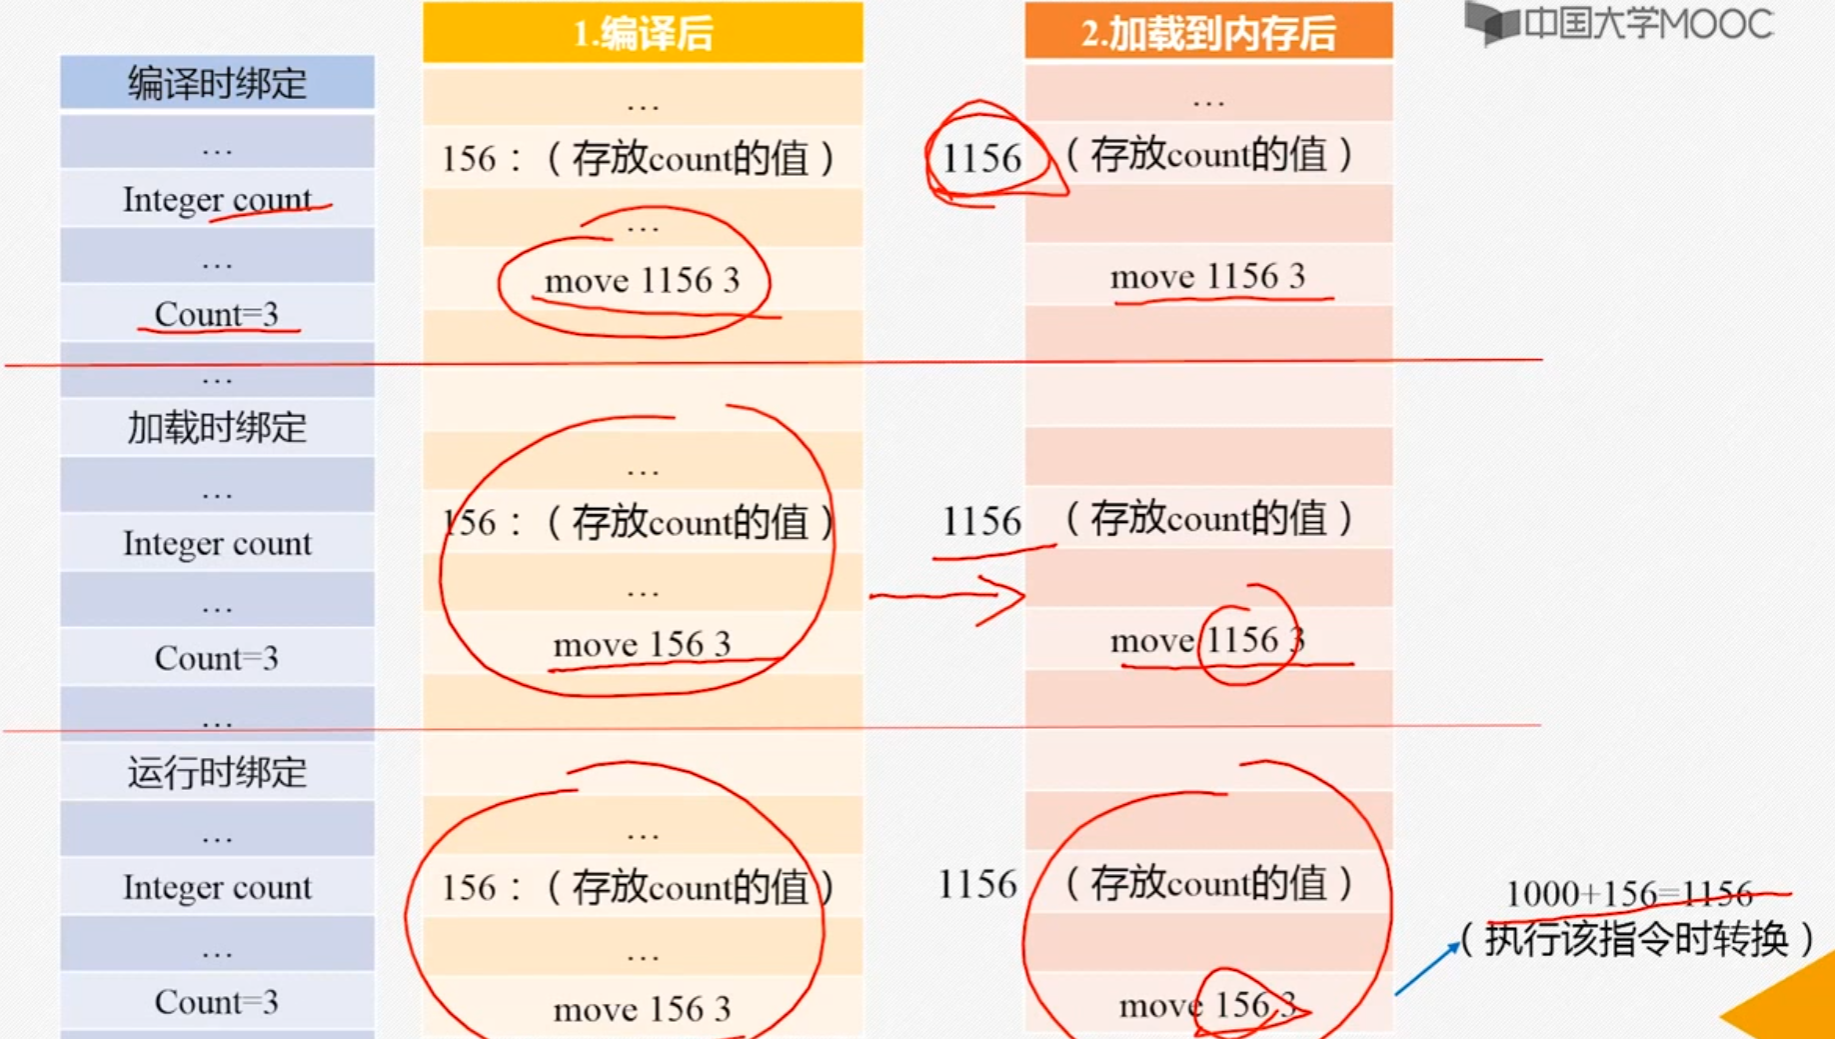 中国大学MOOC
1.编译后
2.加载到内存后
编译时绑定
…
…
…
156：（存放count的值）
1156
（存放count的值）
Integer count
…
…
move 1156 3
move 1156 3
Count=3
…
加载时绑定
…
…
156：（存放count的值）
1156
（存放count的值）
Integer count
…
…
move 156 3
move 1156 3
Count=3
…
运行时绑定
…
…
156：（存放count的值）
1156
（存放count的值）
Integer count
1000+156=1156
（执行该指令时转换）
…
…
Count=3
move 156 3
move 156 3